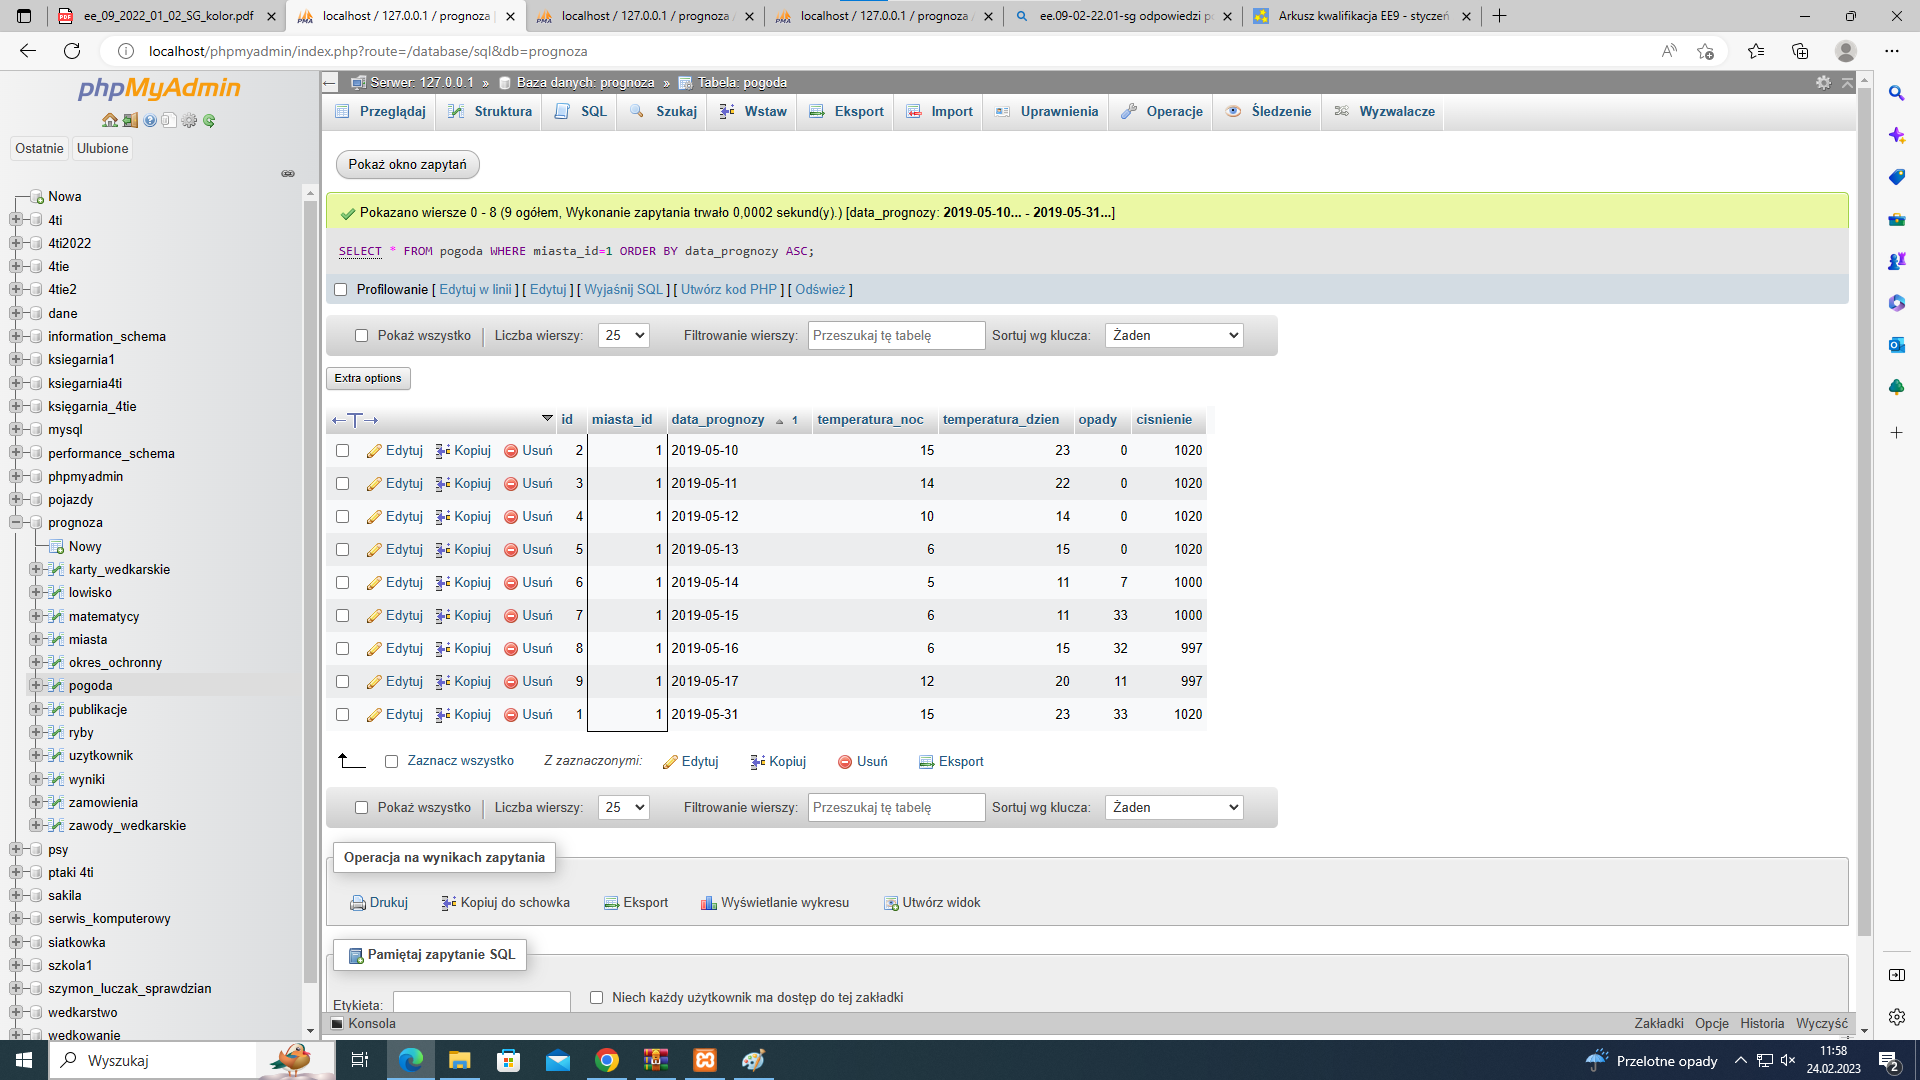 ee_09_2022_01_02_SG_kolor.pdf
localhost / 127.0.0.1 / prognoza
localhost / 127.0.0.1 / prognoza
localhost / 127.0.0.1 / prognoza
ee.09-02-22.01-sg odpowiedzi
Arkusz kwalifikacja EE9 - styczeń
localhost/phpmyadmin/index.php?route=/database/sql&db=prognoza
phpMyAdmin
Ostatnie Ulubione
Nowa
4ti
4ti2022
4tie
4tie2
dane
information_schema
ksiegarnia1
ksiegarnia4ti
księgarnia_4tie
mysql
performance_schema
phpmyadmin
pojazdy
prognoza
Nowy
karty_wedkarskie
lowisko
matematycy
miasta
okres_ochronny
pogoda
publikacje
ryby
uzytkownik
wyniki
zamowienia
zawody_wedkarskie
psy
ptaki 4ti
sakila
serwis_komputerowy
siatkowka
szkola1
szymon_luczak_sprawdzian
wedkarstwo
wedkowanie
Serwer: 127.0.0.1 » Baza danych: prognoza » Tabela: pogoda
Przeglądaj Struktura SQL Szukaj Wstaw Eksport Import Uprawnienia Operacje Śledzenie Wyzwalacze
Pokaż okno zapytań
Pokazano wiersze 0 - 8 (9 ogółem, Wykonanie zapytania trwało 0,0002 sekund(y).) [data_prognozy: 2019-05-10... - 2019-05-31...]
SELECT * FROM pogoda WHERE miasta_id=1 ORDER BY data_prognozy ASC;
Profilowanie [ Edytuj w linii ] [ Edytuj ] [ Wyjaśnij SQL ] [ Utwórz kod PHP ] [ Odśwież ]
Pokaż wszystko Liczba wierszy: 25 Filtrowanie wierszy: Przeszukaj tę tabelę Sortuj wg klucza: Żaden
Extra options
id miasta_id data_prognozy 1 temperatura_noc temperatura_dzien opady cisnienie
Edytuj Kopiuj Usuń 2 1 2019-05-10 15 23 0 1020
Edytuj Kopiuj Usuń 3 1 2019-05-11 14 22 0 1020
Edytuj Kopiuj Usuń 4 1 2019-05-12 10 14 0 1020
Edytuj Kopiuj Usuń 5 1 2019-05-13 6 15 0 1020
Edytuj Kopiuj Usuń 6 1 2019-05-14 5 11 7 1000
Edytuj Kopiuj Usuń 7 1 2019-05-15 6 11 33 1000
Edytuj Kopiuj Usuń 8 1 2019-05-16 6 15 32 997
Edytuj Kopiuj Usuń 9 1 2019-05-17 12 20 11 997
Edytuj Kopiuj Usuń 1 1 2019-05-31 15 23 33 1020
Zaznacz wszystko Z zaznaczonymi: Edytuj Kopiuj Usuń Eksport
Pokaż wszystko Liczba wierszy: 25 Filtrowanie wierszy: Przeszukaj tę tabelę Sortuj wg klucza: Żaden
Operacja na wynikach zapytania
Drukuj Kopiuj do schowka Eksport Wyświetlanie wykresu Utwórz widok
Pamiętaj zapytanie SQL
Etykieta: Niech każdy użytkownik ma dostęp do tej zakładki
Konsola Zakładki Opcje Historia Wyczyść
Wyszukaj
Przelotne opady
11:58
24.02.2023
2